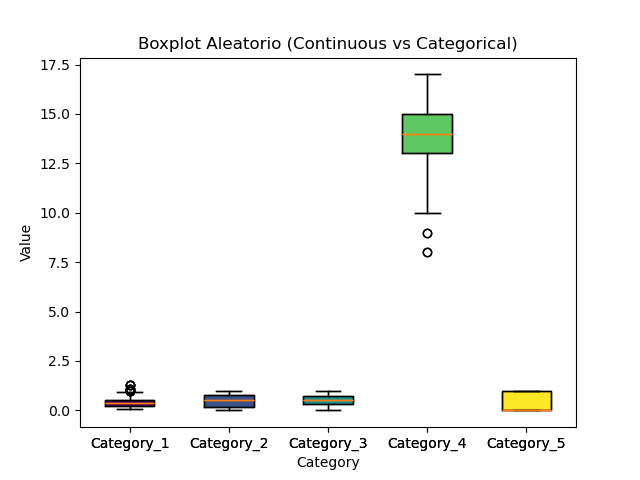 Boxplot Aleatorio (Continuous vs Categorical)
17.5
15.0
12.5
10.0
7.5
5.0
2.5
0.0
Value
Category_1 Category_2 Category_3 Category_4 Category_5
Category